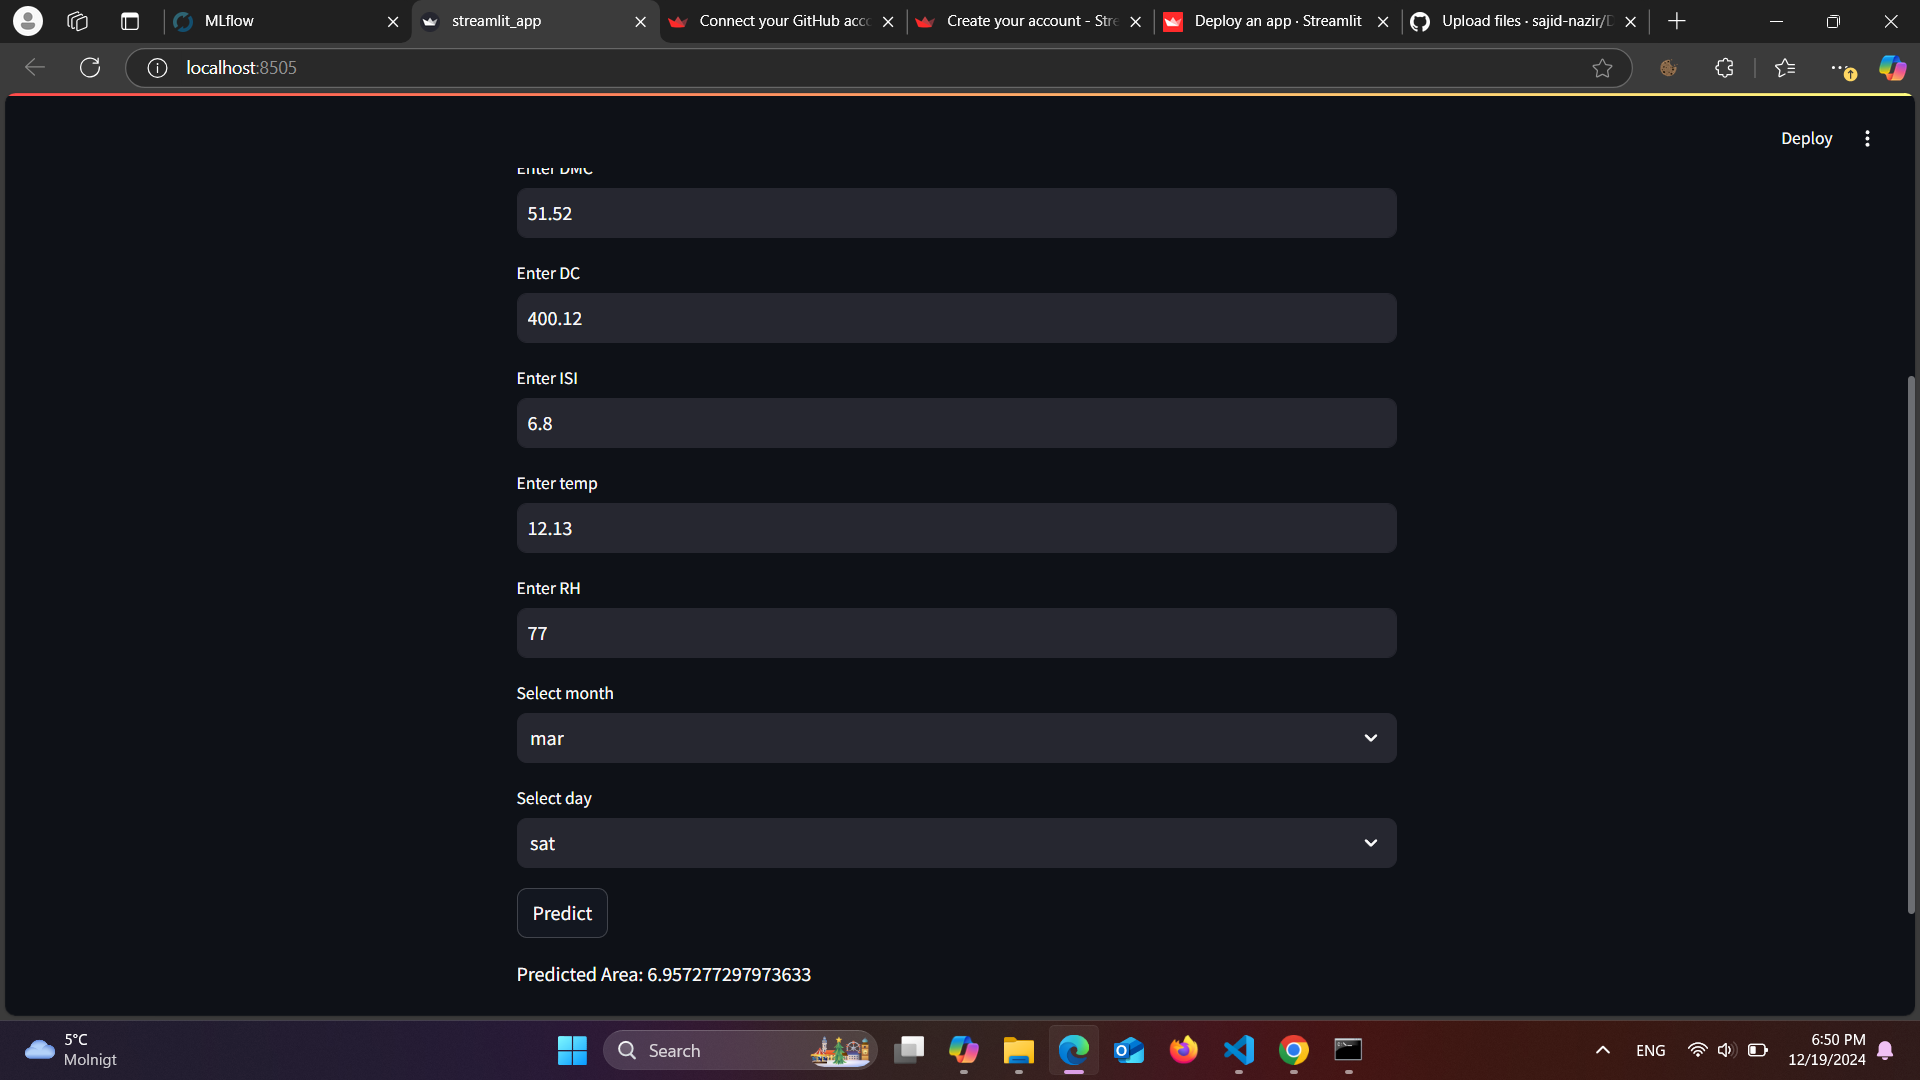 MLflow
streamlit_app
Connect your GitHub acc
Create your account - Stre
Deploy an app · Streamlit
Upload files · sajid-nazir/D
localhost:8505
Deploy
Enter DMC
51.52
Enter DC
400.12
Enter ISI
6.8
Enter temp
12.13
Enter RH
77
Select month
mar
Select day
sat
Predict
Predicted Area: 6.957277297973633
5°C
Molnigt
Search
ENG
6:50 PM
12/19/2024